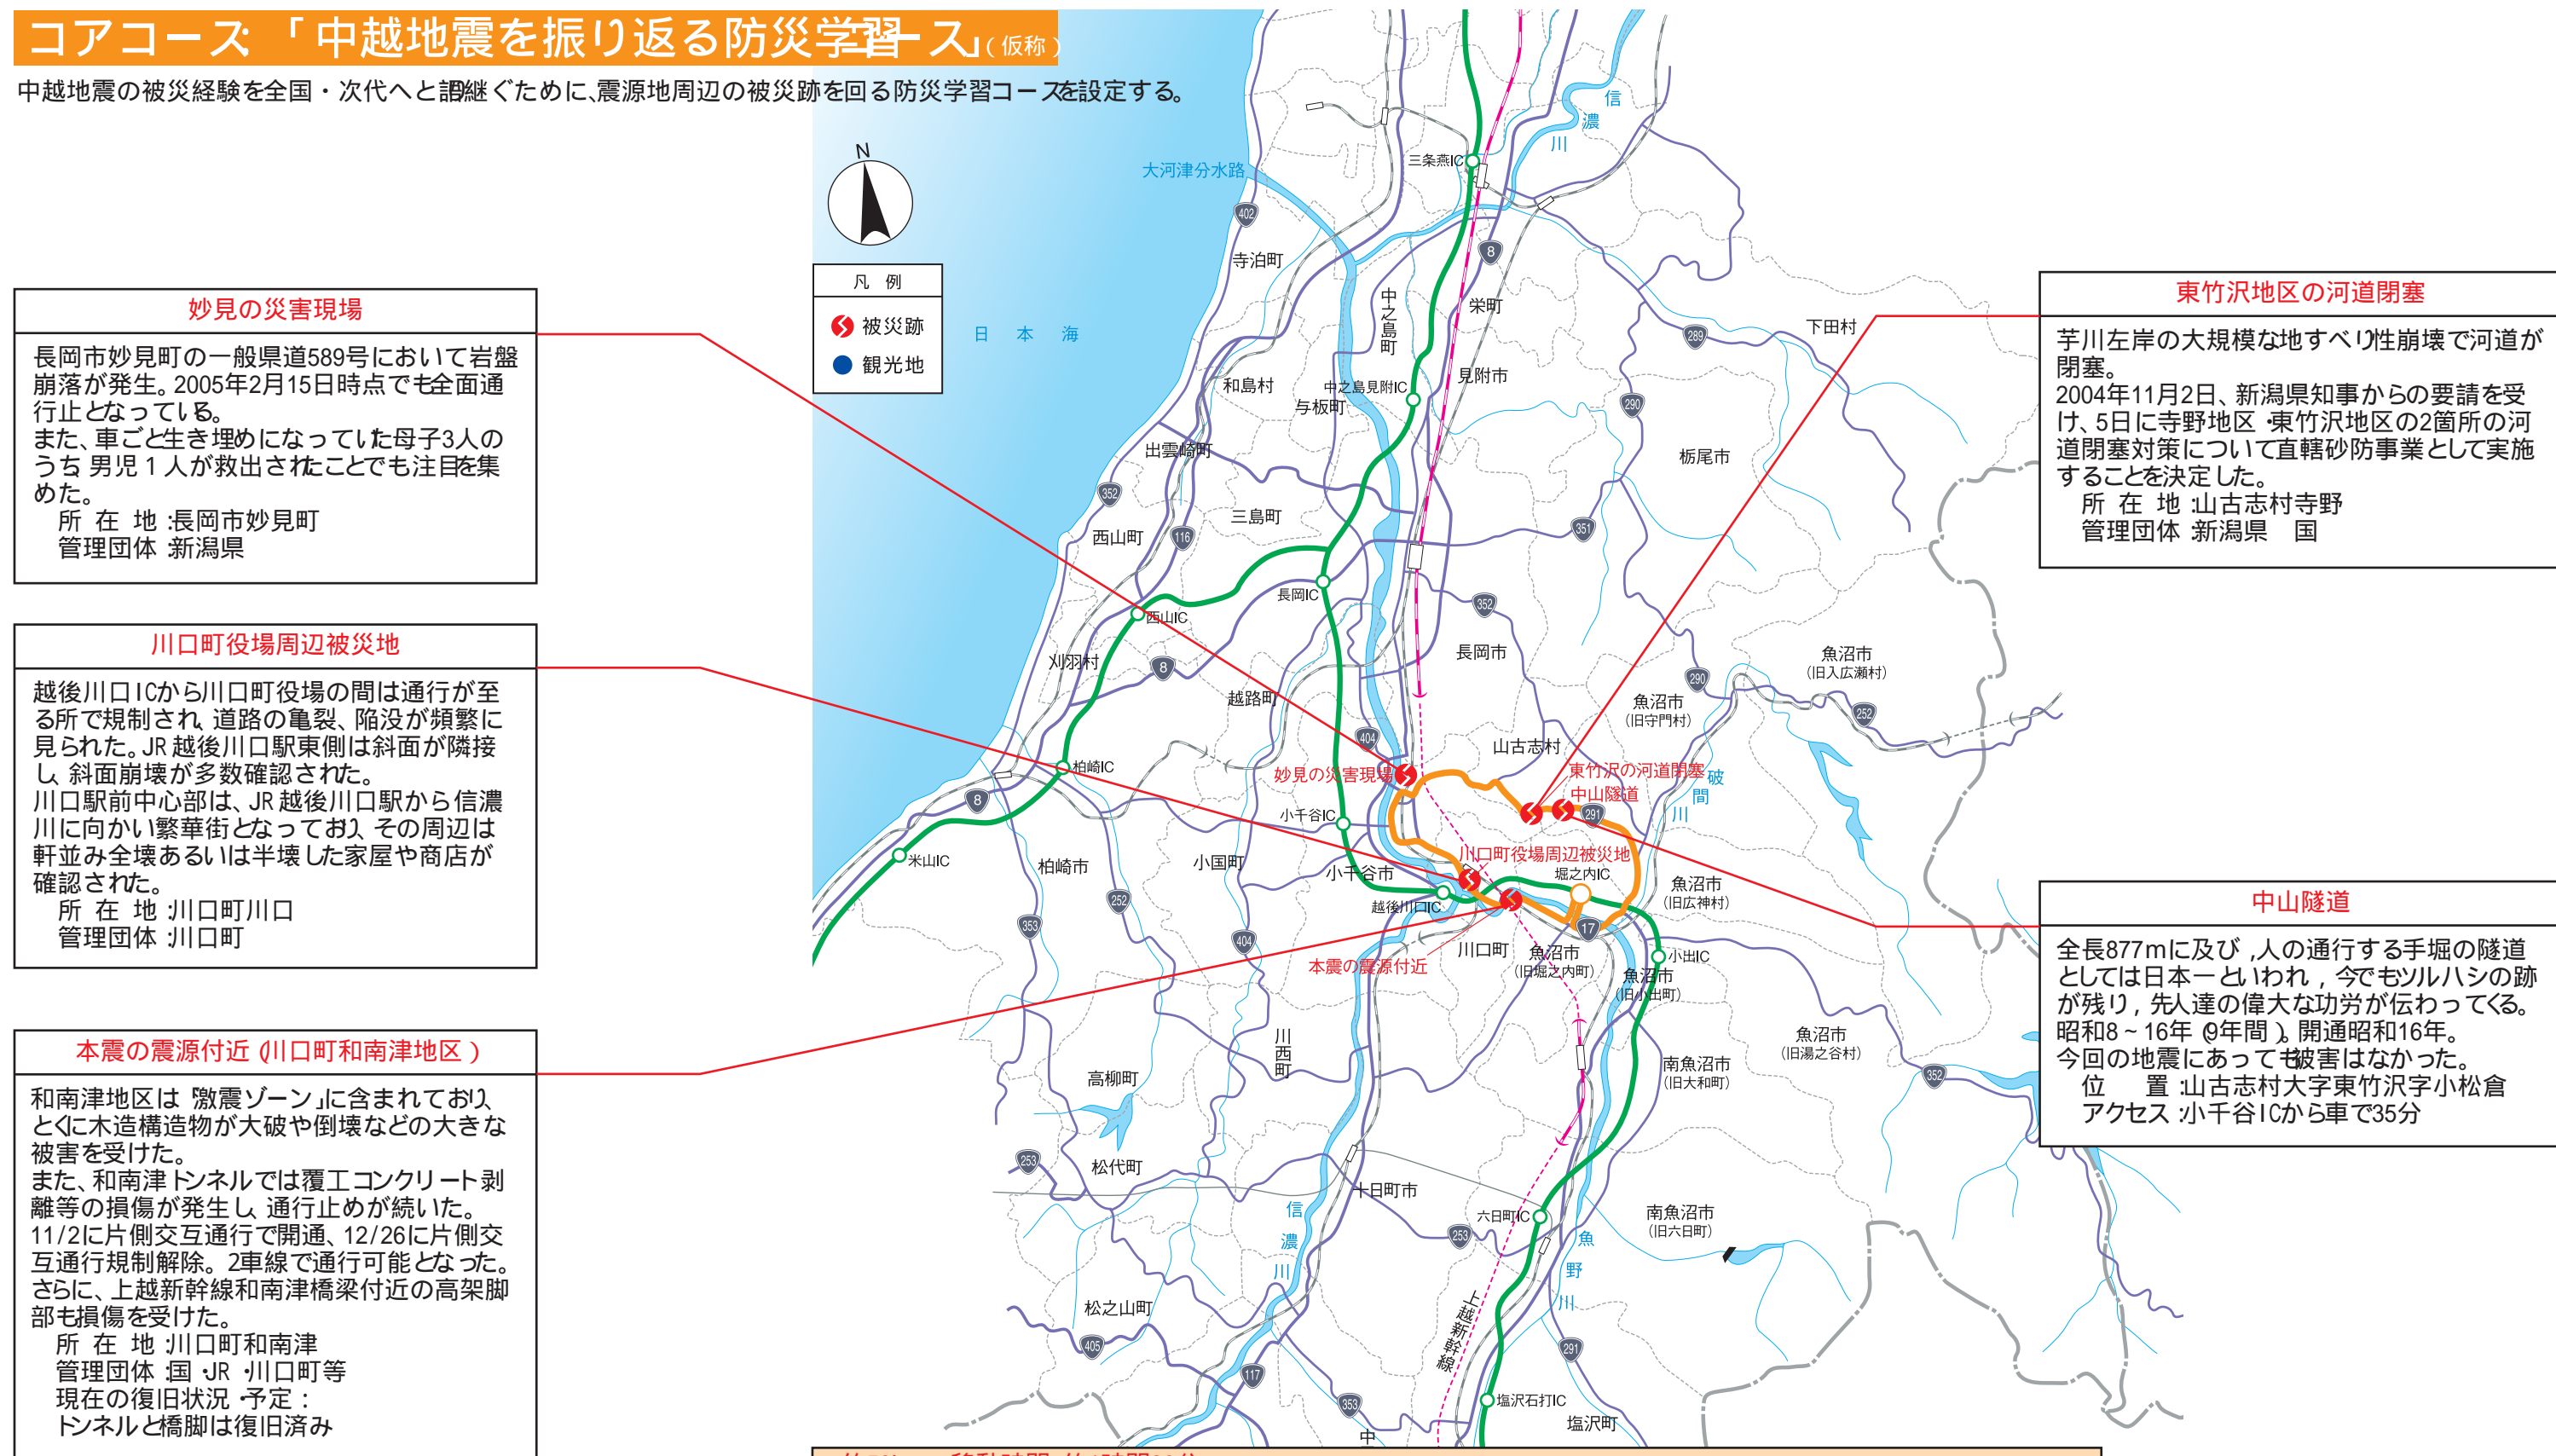 コアコース:「中越地震を振り返る防災学習コース」(仮称)
中越地震の被災経験を全国・次代へと語り継ぐために、震源地周辺の被災跡を回る防災学習コースを設定する。
妙見の災害現場
長岡市妙見町の一般県道589号において岩盤
崩落が発生。2005年2月15日時点でも全面通
行止となっている。
また、車ごと生き埋めになっていた母子3人の
うち、男児1人が救出されたことでも注目を集
めた。
所 在 地:長岡市妙見町
管理団体:新潟県
川口町役場周辺被災地
越後川口ICから川口町役場の間は通行が至
る所で規制され、道路の亀裂、陥没が頻繁に
見られた。JR越後川口駅東側は斜面が隣接
し、斜面崩壊が多数確認された。
川口駅前中心部は、JR越後川口駅から信濃
川に向かい繁華街となっており、その周辺は
軒並み全壊あるいは半壊した家屋や商店が
確認された。
所 在 地:川口町川口
管理団体:川口町
本震の震源付近(川口町和南津地区)
和南津地区は「激震ゾーン」に含まれており、
とくに木造構造物が大破や倒壊などの大きな
被害を受けた。
また、和南津トンネルでは覆工コンクリート剥
離等の損傷が発生し、通行止めが続いた。
11/2に片側交互通行で開通、12/26に片側交
互通行規制解除。2車線で通行可能となった。
さらに、上越新幹線和南津橋梁付近の高架脚
部も損傷を受けた。
所 在 地:川口町和南津
管理団体:国・JR・川口町等
現在の復旧状況・予定:
トンネルと橋脚は復旧済み
N
凡 例
被災跡
観光地
日 本 海
大河津分水路
信濃川
三条燕IC
402
8
寺泊町
中之島町
栄町
289
下田村
和島村
中之島見附IC
見附市
与板町
290
出雲崎町
栃尾市
352
三島町
351
西山町
116
長岡IC
352
西山IC
長岡市
刈羽村
8
魚沼市
(旧入広瀬村)
290
越路町
魚沼市
(旧守門村)
252
404
山古志村
柏崎IC
妙見の災害現場
東竹沢の河道閉塞
破間川
中山隧道
8
小千谷IC
291
米山IC
柏崎市
小国町
小千谷市
川口町役場周辺被災地
堀之内IC
魚沼市
(旧広神村)
252
越後川口IC
353
404
17
川口町
魚沼市
(旧堀之内町)
小出IC
本震の震源付近
魚沼市
(旧小出町)
川西町
魚沼市
(旧湯之谷村)
高柳町
南魚沼市
(旧大和町)
352
253
松代町
十日町市
信濃川
六日町IC
253
南魚沼市
(旧六日町)
魚野川
松之山町
上越新幹線
405
291
117
353
塩沢石打IC
塩沢町
中
東竹沢地区の河道閉塞
芋川左岸の大規模な地すべり性崩壊で河道が
閉塞。
2004年11月2日、新潟県知事からの要請を受
け、5日に寺野地区・東竹沢地区の2箇所の河
道閉塞対策について直轄砂防事業として実施
することを決定した。
所 在 地:山古志村寺野
管理団体:新潟県 国
中山隧道
全長877mに及び,人の通行する手堀の隧道
としては日本一といわれ,今でもツルハシの跡
が残り,先人達の偉大な功労が伝わってくる。
昭和8~16年(9年間)。開通昭和16年。
今回の地震にあっても被害はなかった。
位 置:山古志村大字東竹沢字小松倉
アクセス:小千谷ICから車で35分